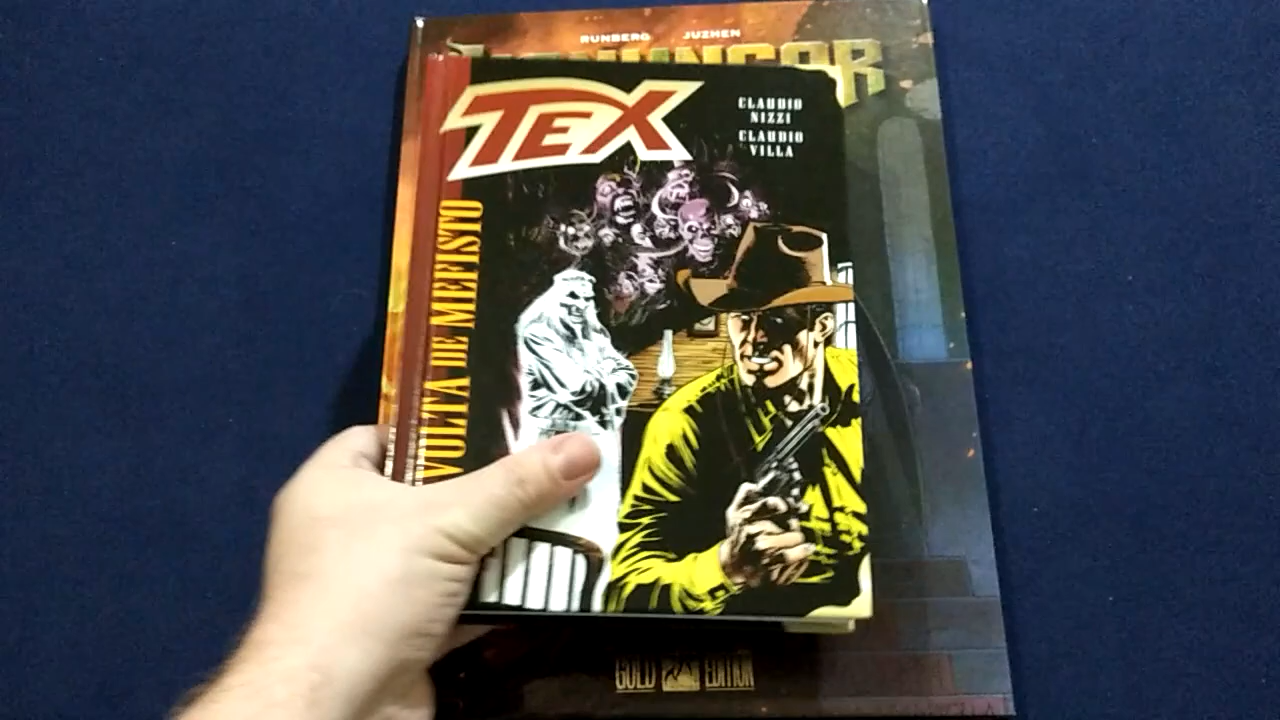 RUNBERG JUZHEN
TEX
CLAUDIO
NIZZI
CLAUDIO
VILLA
VOLTA DE MEFISTO
GOLD EDITION